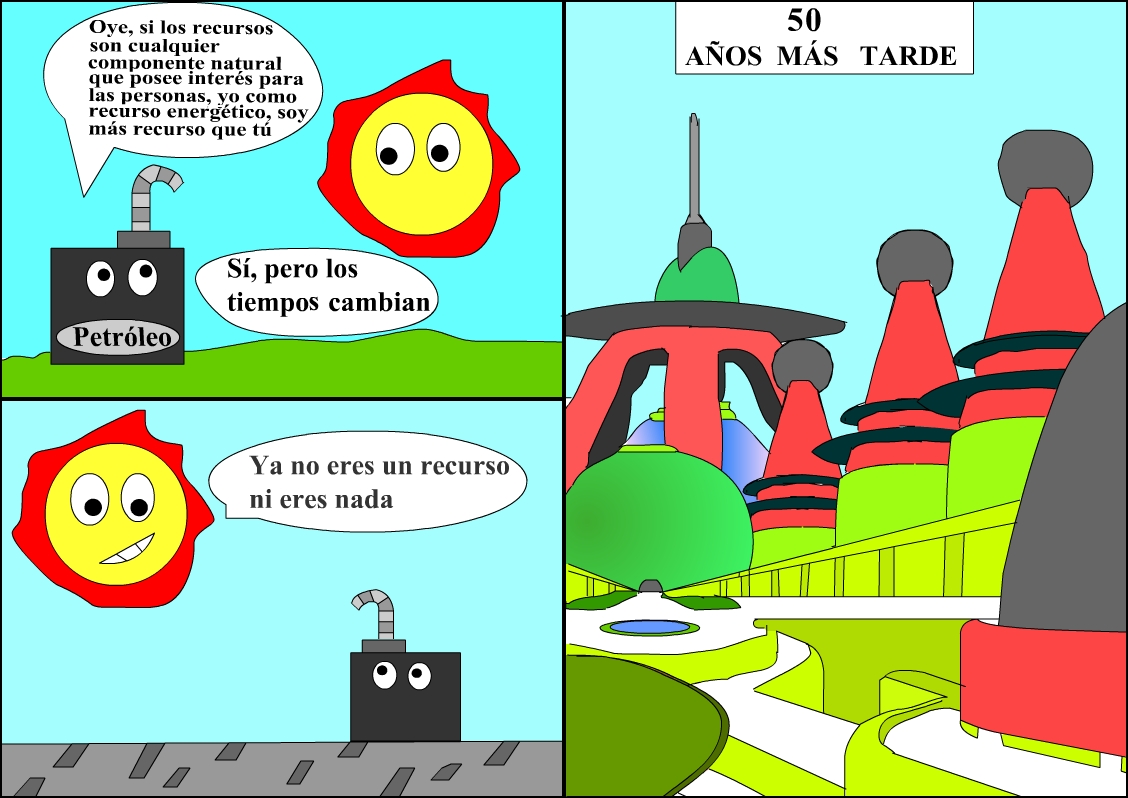 Oye, si los recursos
son cualquier
componente natural
que posee interés para
las personas, yo como
recurso energético, soy
más recurso que tú
Sí, pero los
tiempos cambian
Petróleo
50
AÑOS MÁS TARDE
Ya no eres un recurso
ni eres nada